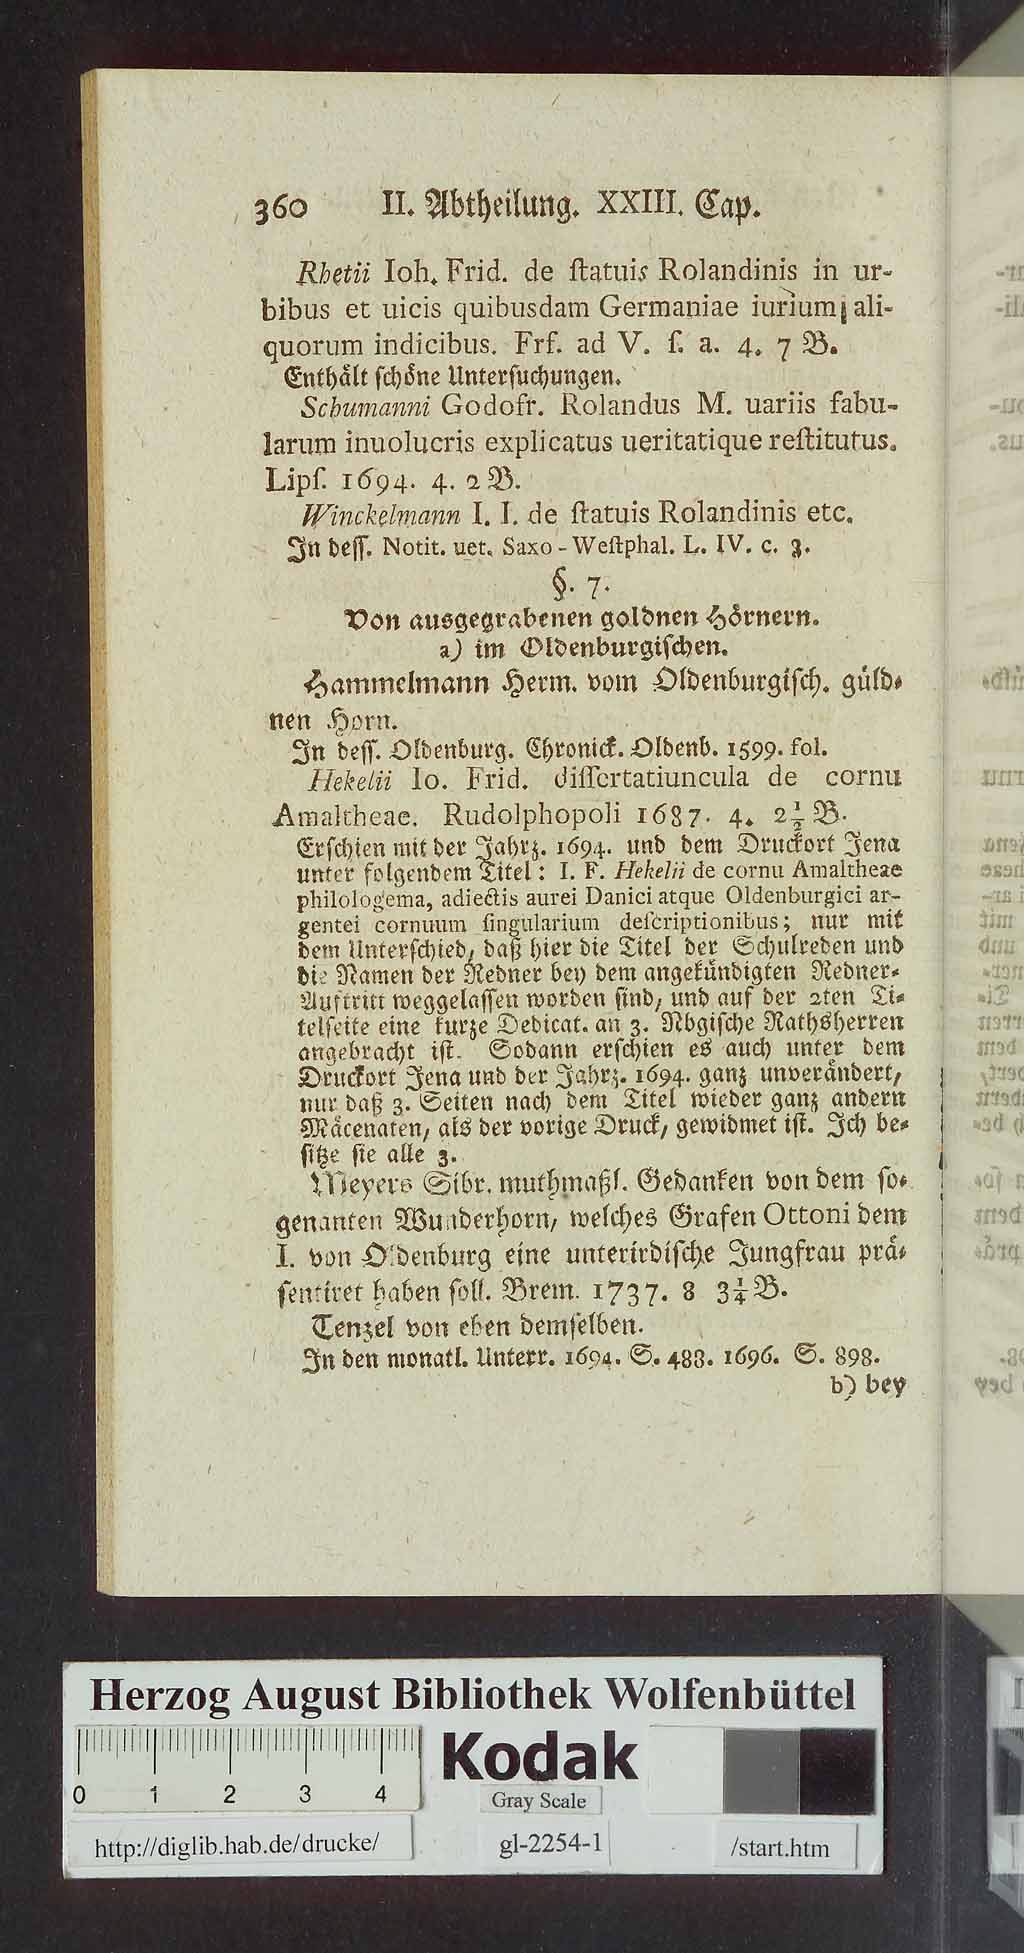 360 II. Abtheilung. XXIII. Cap.
Rhetii Ioh. Frid. de ſtatuis Rolandinis in ur-
bibus et uicis quibusdam Germaniae iurium ali-
quorum indicibus. Frf. ad V. ſ. a. 4. 7 B.
Enthält ſchöne Unterſuchungen.
Schumanni Godofr. Rolandus M. uariis fabu-
larum inuolucris explicatus ueritatique reſtitutus.
Lipſ. 1694. 4. 2 B.
Winckelmann I. I. de ſtatuis Rolandinis etc.
In deſſ. Notit. uet. Saxo-Weſtphal. L. IV. c. 3.
§. 7.
Von ausgegrabenen goldnen Hörnern.
a) im Oldenburgiſchen.
Hammelmann Herm. vom Oldenburgiſch. güld-
nen Horn.
In deſſ. Oldenburg. Chronick. Oldenb. 1599. fol.
Hekelii Io. Frid. diſſertatiuncula de cornu
Amaltheae. Rudolphopoli 1687. 4. 2½ B.
Erſchien mit der Jahrz. 1694. und dem Druckort Jena
unter folgendem Titel: I. F. Hekelii de cornu Amaltheae
philologema, adiectis aurei Danici atque Oldenburgici ar-
gentei cornuum ſingularium deſcriptionibus; nur mit
dem Unterſchied, daß hier die Titel der Schulreden und
die Namen der Redner bey dem angekündigten Redner-
Auftritt weggelaſſen worden ſind, und auf der 2ten Ti-
telſeite eine kurze Dedicat. an 3. Nbgiſche Rathsherren
angebracht iſt. Sodann erſchien es auch unter dem
Druckort Jena und der Jahrz. 1694. ganz unverändert,
nur daß 3. Seiten nach dem Titel wieder ganz andern
Mäcenaten, als der vorige Druck, gewidmet iſt. Ich be-
ſitze ſie alle 3.
Meyers Sibr. muthmaßl. Gedanken von dem ſo-
genanten Wunderhorn, welches Grafen Ottoni dem
I. von Oldenburg eine unterirdiſche Jungfrau prä-
ſentiret haben ſoll. Brem. 1737. 8 3¼ B.
Tenzel von eben demſelben.
In den monatl. Unterr. 1694. S. 488. 1696. S. 898.
b) bey
Herzog August Bibliothek Wolfenbüttel
0 1 2 3 4
Kodak
Gray Scale
http://diglib.hab.de/drucke/ gl-2254-1 /start.htm